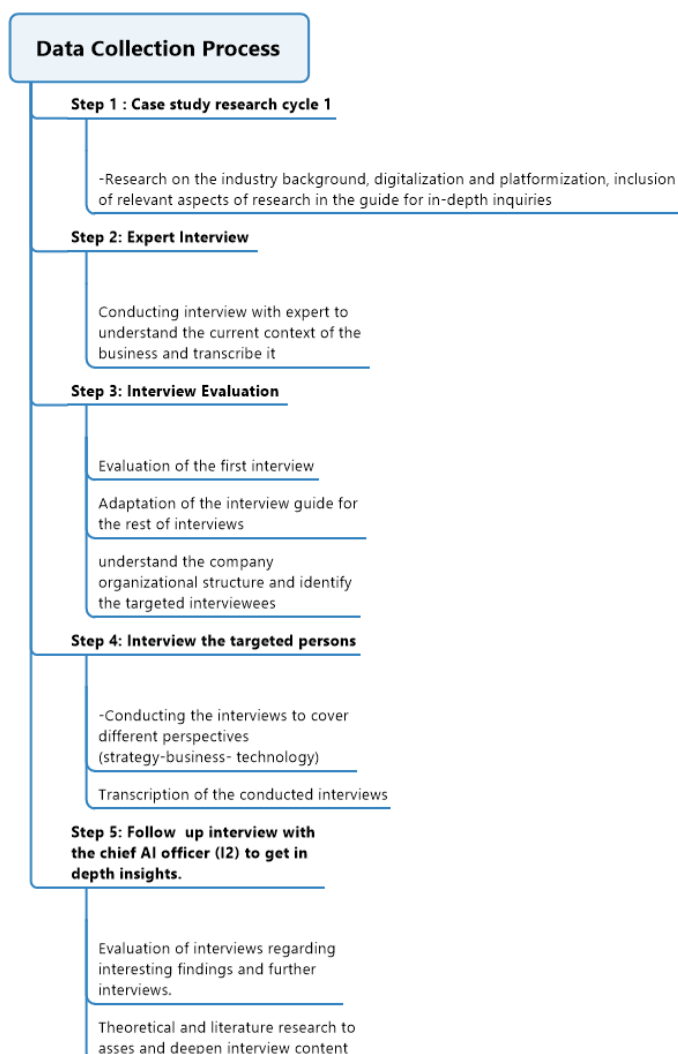 Data Collection Process
Step 1 : Case study research cycle 1
-Research on the industry background, digitalization and platformization, inclusion
of relevant aspects of research in the guide for in-depth inquiries
Step 2: Expert Interview
Conducting interview with expert to
understand the current context of the
business and transcribe it
Step 3: Interview Evaluation
Evaluation of the first interview
Adaptation of the interview guide for
the rest of interviews
understand the company
organizational structure and identify
the targeted interviewees
Step 4: Interview the targeted persons
-Conducting the interviews to cover
different perspectives
(strategy-business- technology)
Transcription of the conducted interviews
Step 5: Follow  up interview with
the chief AI officer (I2) to get in
depth insights.
Evaluation of interviews regarding
interesting findings and further
interviews.
Theoretical and literature research to
asses and deepen interview content